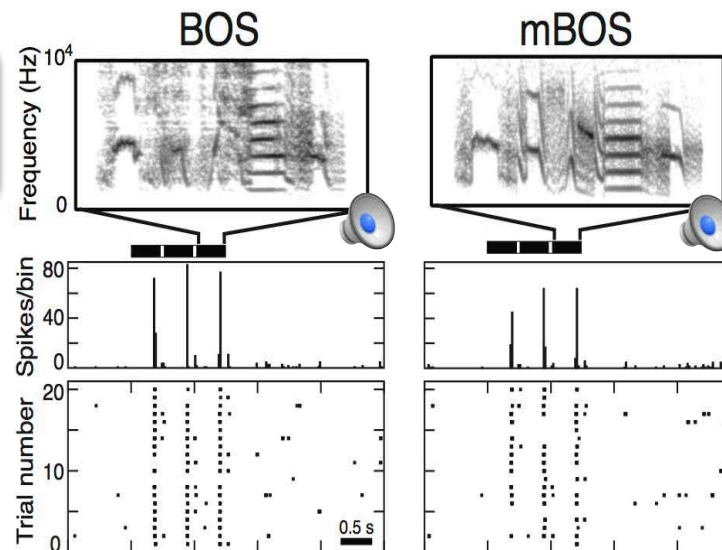 BOS
mBOS
Frequency (Hz)
10⁴
0
Spikes/bin
80
40
0
Trial number
20
10
0
0.5 s